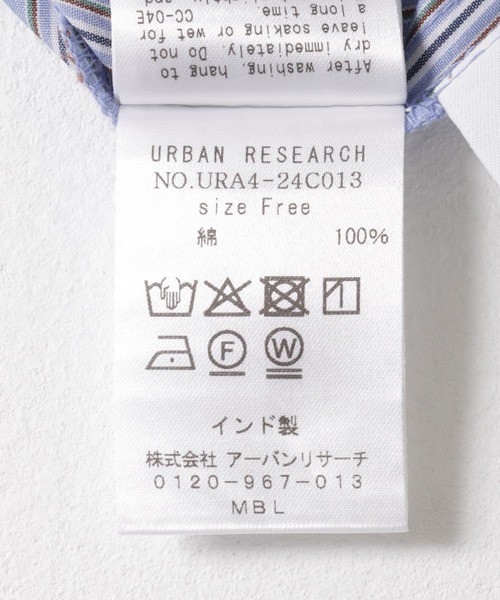 After washing, hang to
dry immediately. Do not
leave soaking or wet for
a long time.
CC-04E
URBAN RESEARCH
NO.URA4-24C013
size Free
綿 100%
F W
インド製
株式会社 アーバンリサーチ
0120-967-013
MBL